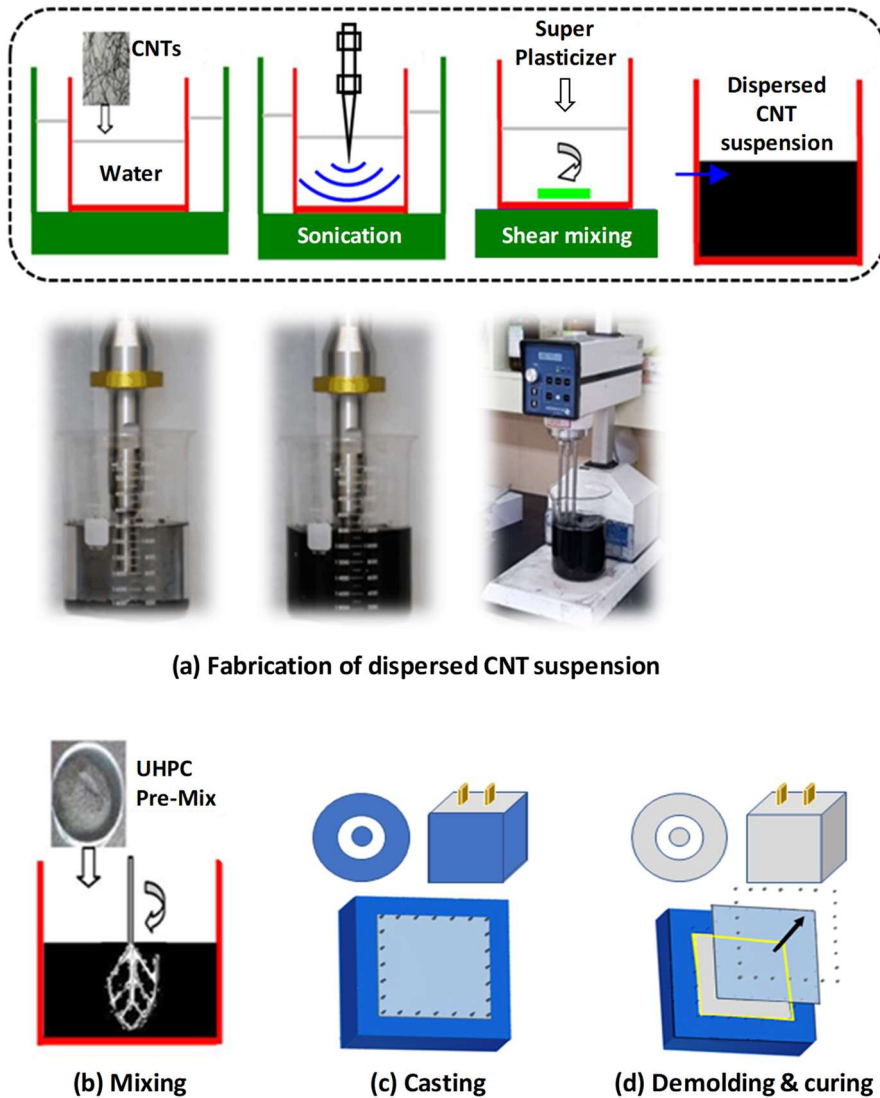 CNTs
Water
Sonication
Super
Plasticizer
Shear mixing
Dispersed
CNT
suspension
(a) Fabrication of dispersed CNT suspension
UHPC
Pre-Mix
(b) Mixing
(c) Casting
(d) Demolding & curing